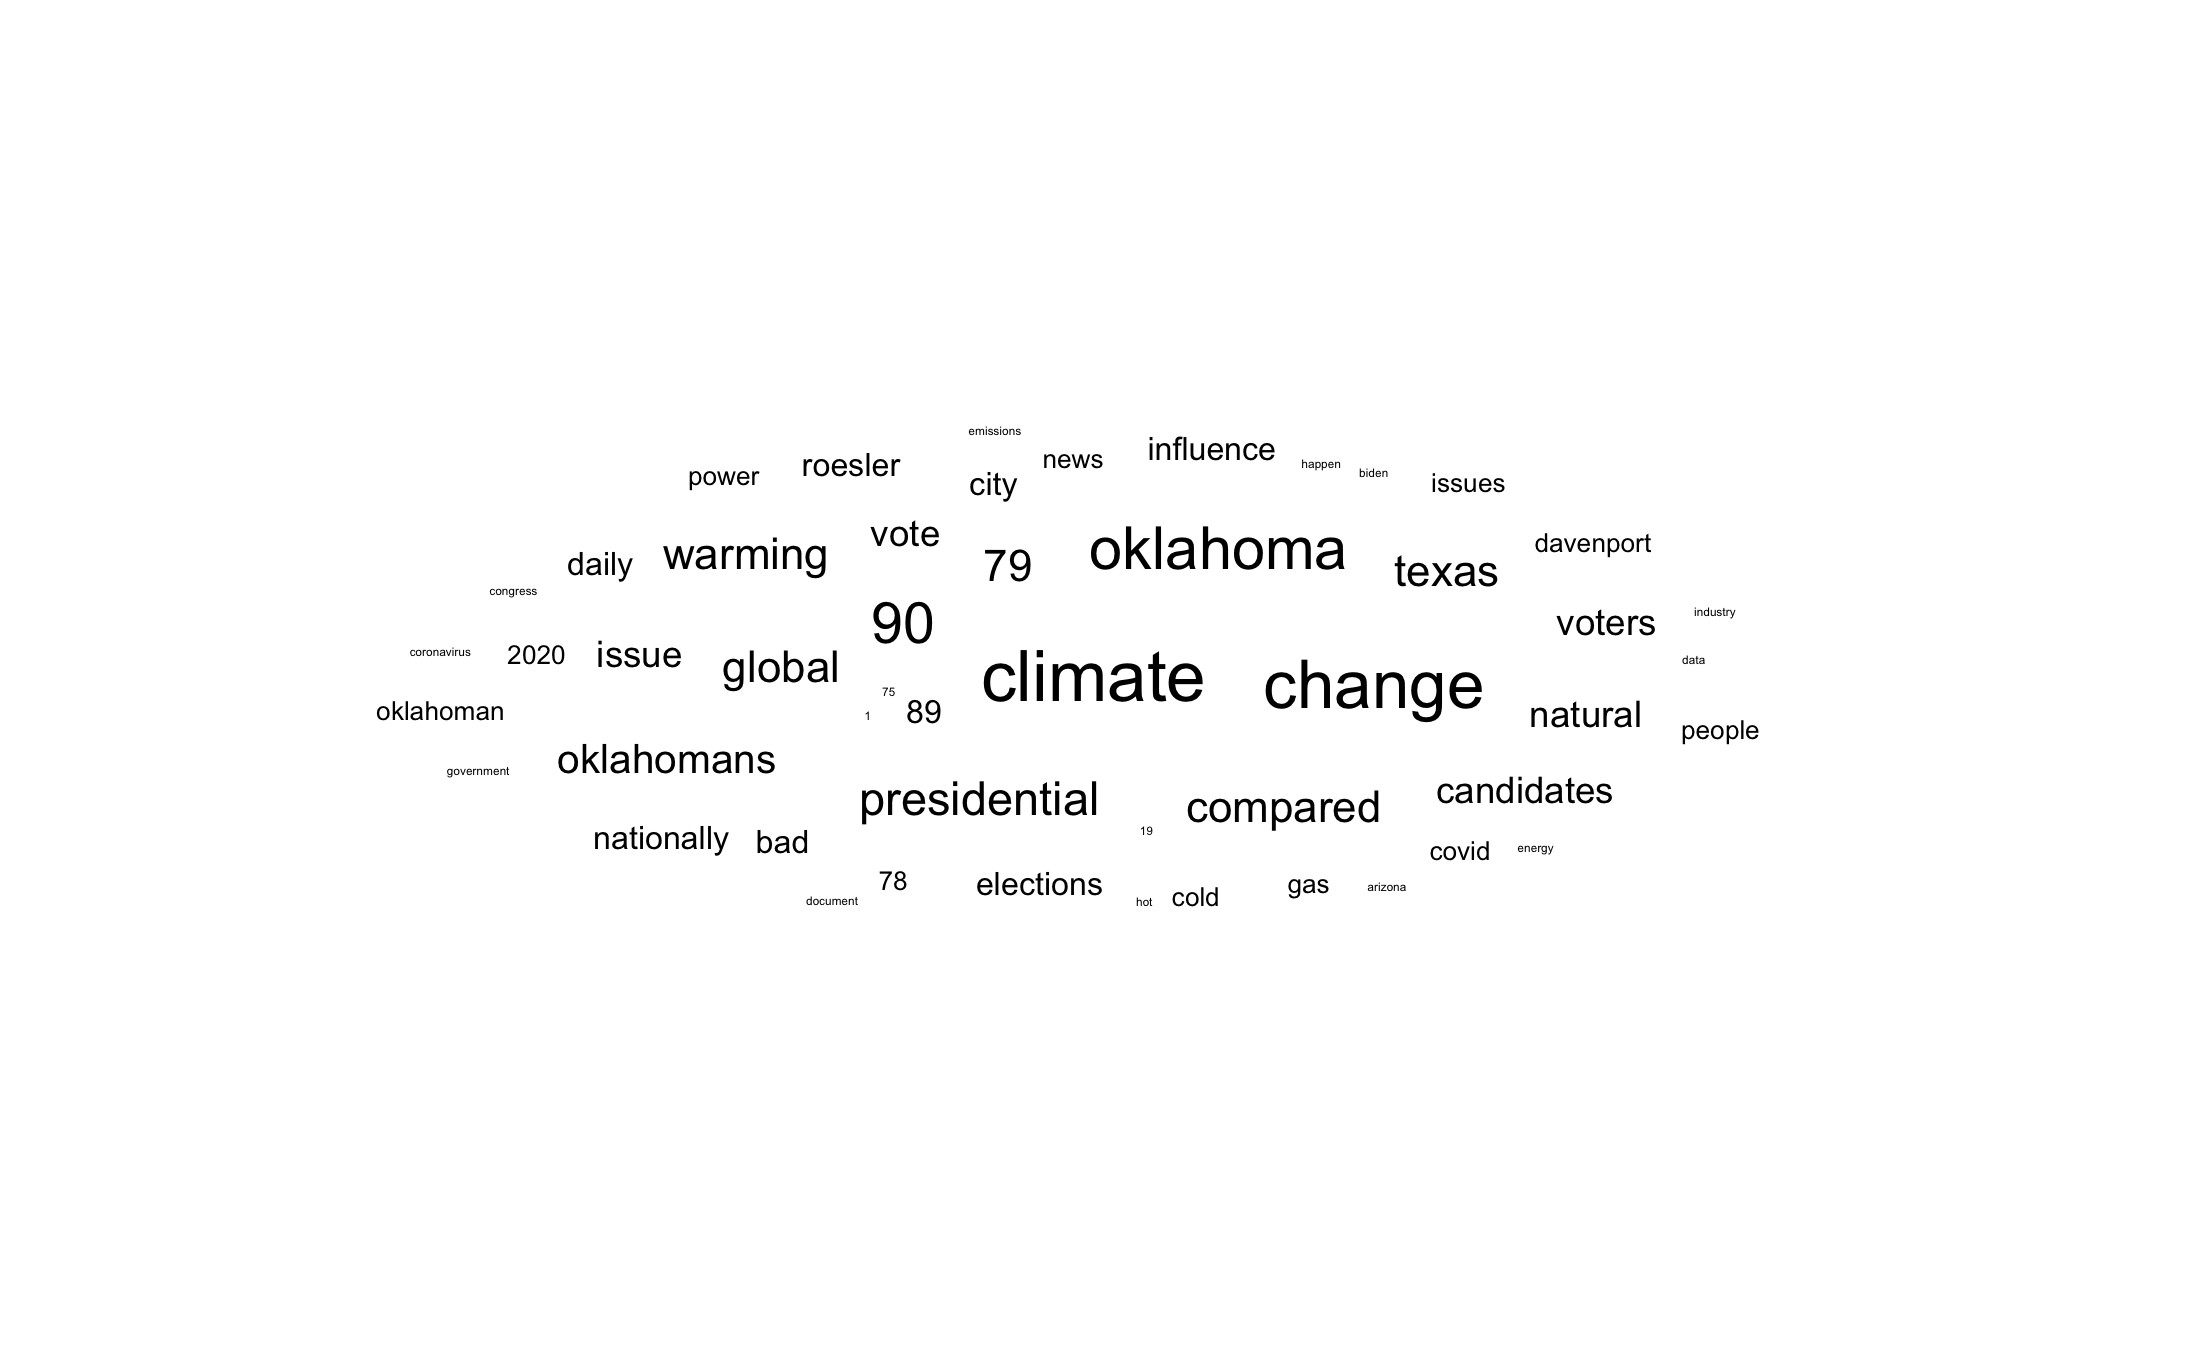 emissions
influence
news
happen
roesler
biden
power
city
issues
vote
davenport
oklahoma
warming
daily
79
texas
congress
industry
90
voters
coronavirus
2020
issue
data
global
climate
change
75
oklahoman
1
89
natural
people
oklahomans
government
candidates
presidential
compared
19
nationally
bad
covid
energy
78
elections
gas
arizona
cold
document
hot